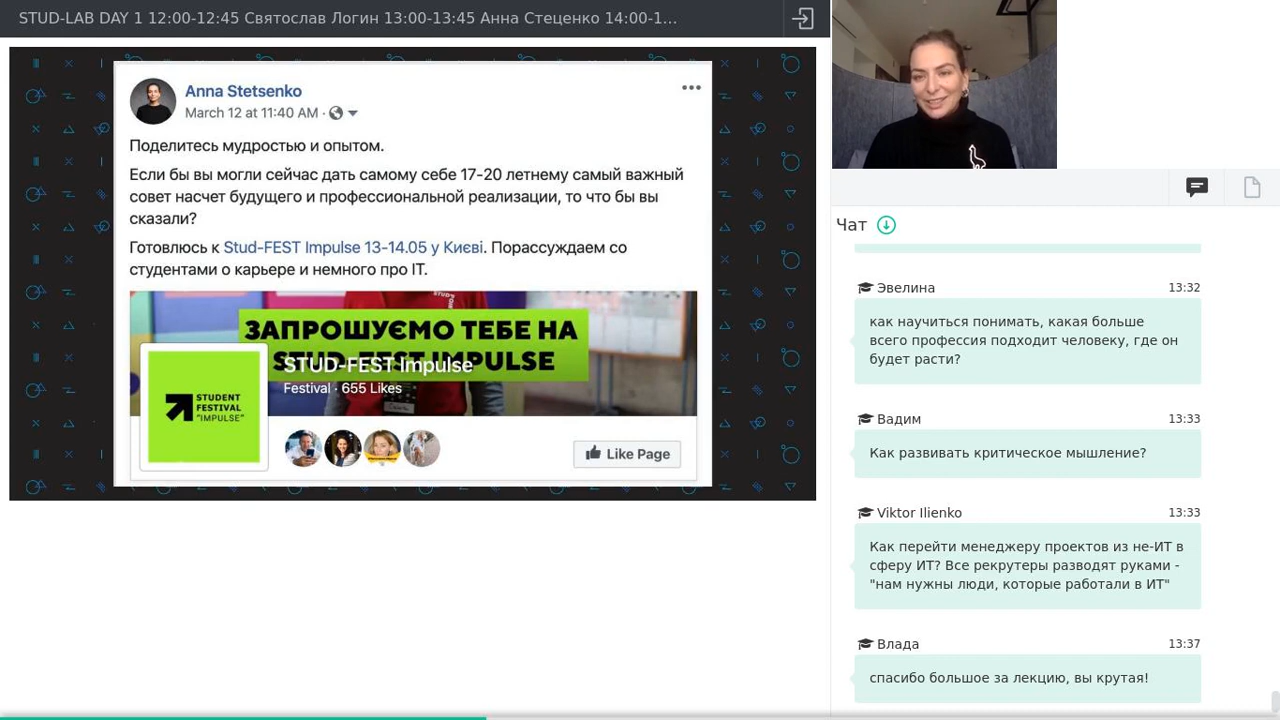 STUD-LAB DAY 1 12:00-12:45 Святослав Логин 13:00-13:45 Анна Стеценко 14:00-1...
Anna Stetsenko
March 12 at 11:40 AM ·
Поделитесь мудростью и опытом.
Если бы вы могли сейчас дать самому себе 17-20 летнему самый важный
совет насчет будущего и профессиональной реализации, то что бы вы
сказали?
Готовлюсь к Stud-FEST Impulse 13-14.05 у Києві. Порассуждаем со
студентами о карьере и немного про IT.
ЗАПРОШУЄМО ТЕБЕ НА
STUD-FEST IMPULSE
STUD-FEST Impulse
Festival · 655 Likes
STUDENT
FESTIVAL
"IMPULSE"
Like Page
Чат
Эвелина 13:32
как научиться понимать, какая больше
всего профессия подходит человеку, где он
будет расти?
Вадим 13:33
Как развивать критическое мышление?
Viktor Ilienko 13:33
Как перейти менеджеру проектов из не-ИТ в
сферу ИТ? Все рекрутеры разводят руками -
"нам нужны люди, которые работали в ИТ"
Влада 13:37
спасибо большое за лекцию, вы крутая!